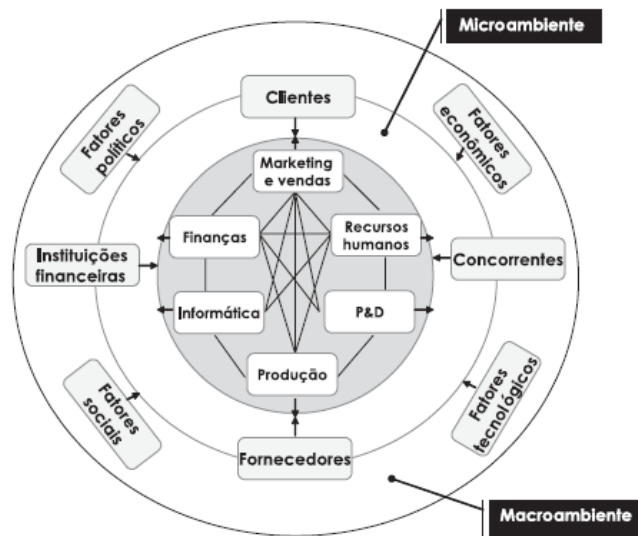 Microambiente
Clientes
Fatores
políticos
Fatores
econômicos
Marketing
e vendas
Finanças
Recursos
humanos
Instituições
financeiras
Concorrentes
Informática
P&D
Produção
Fatores
sociais
Fatores
tecnológicos
Fornecedores
Macroambiente